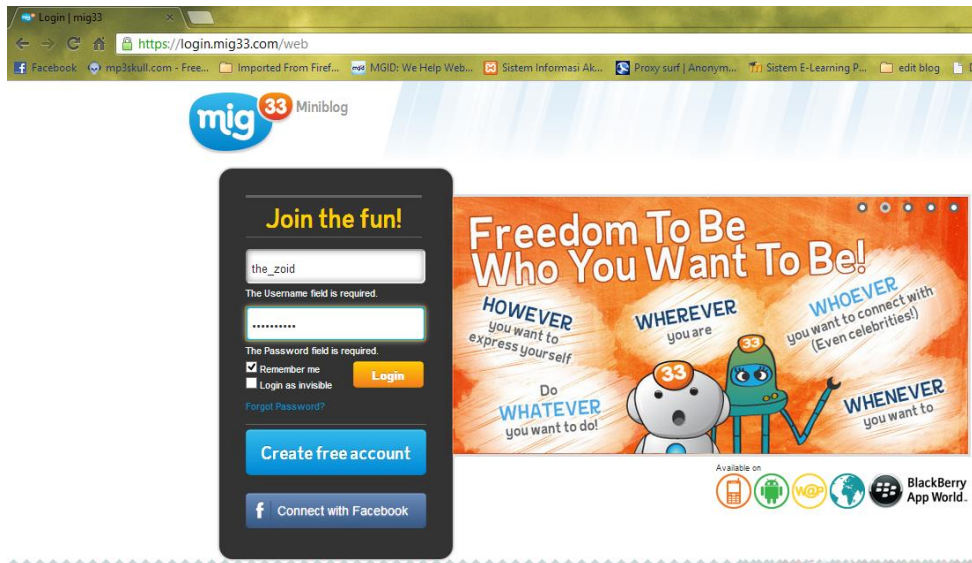 Login | mig33
https://login.mig33.com/web
Facebook mp3skull.com - Free... Imported From Firef... MGID: We Help Web... Sistem Informasi Ak... Proxy surf | Anonym... Sistem E-Learning P... edit blog
mig 33 Miniblog
Join the fun!
the_zoid
The Username field is required.
••••••••••
The Password field is required.
Remember me
Login as invisible
Login
Forgot Password?
Create free account
f Connect with Facebook
Freedom To Be
Who You Want To Be!
HOWEVER
you want to
express yourself
WHEREVER
you are
WHOEVER
you want to connect with
(Even celebrities!)
Do
WHATEVER
you want to do!
WHENEVER
you want to
33
33
Available on
W@P
BlackBerry
App World